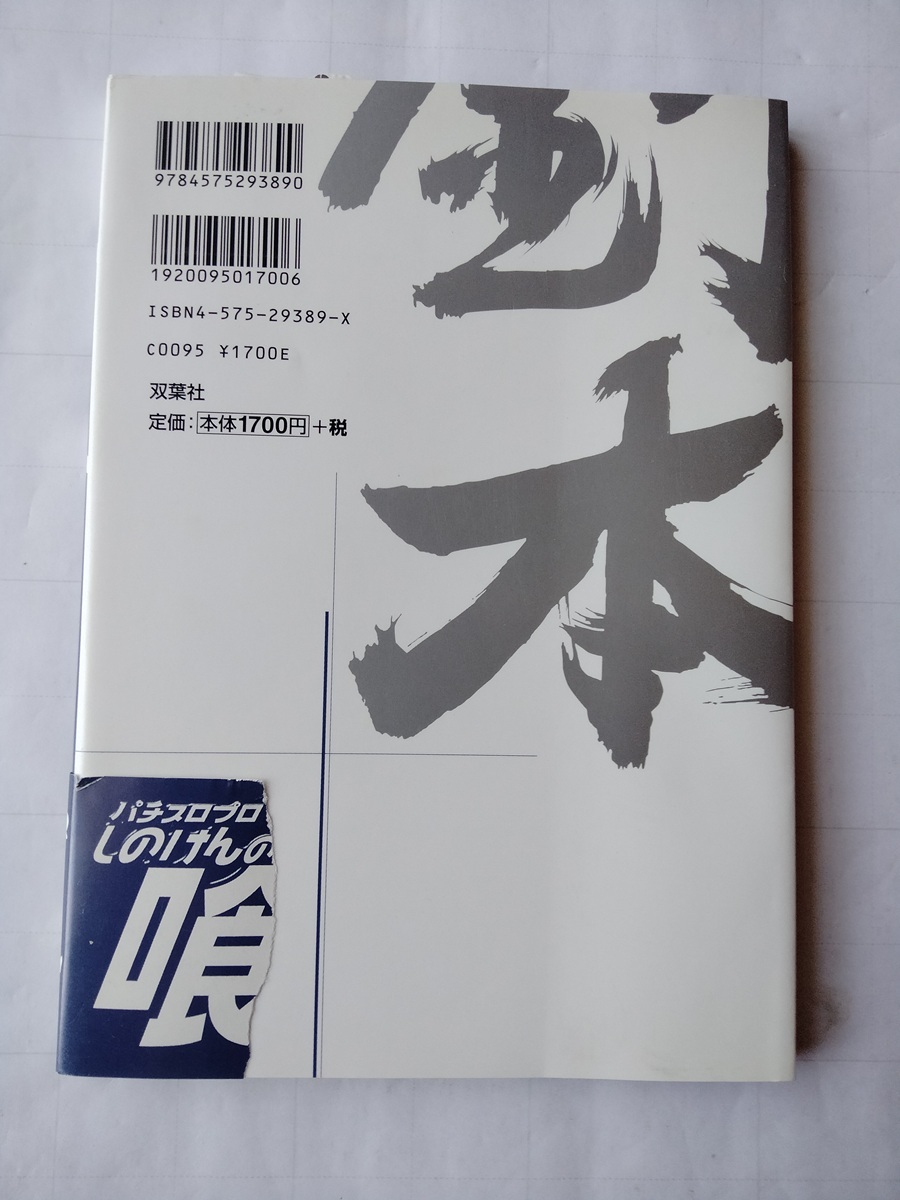 9784575293890
1920095017006
ISBN4-575-29389-X
C0095 ¥1700E
双葉社
定価：本体1700円+税
本
パチスロプロ
しのけんの
喰